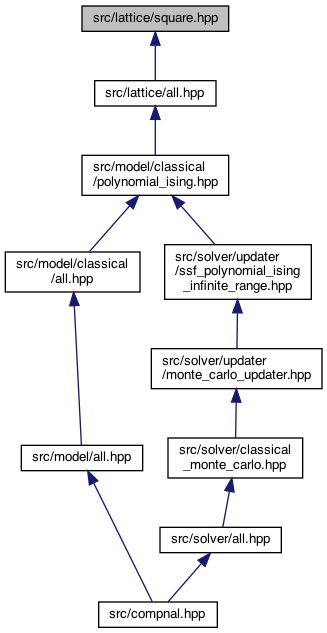 src/lattice/square.hpp
src/lattice/all.hpp
src/model/classical
/polynomial_ising.hpp
src/model/classical
/all.hpp
src/solver/updater
/ssf_polynomial_ising
_infinite_range.hpp
src/solver/updater
/monte_carlo_updater.hpp
src/model/all.hpp
src/solver/classical
_monte_carlo.hpp
src/solver/all.hpp
src/compnal.hpp